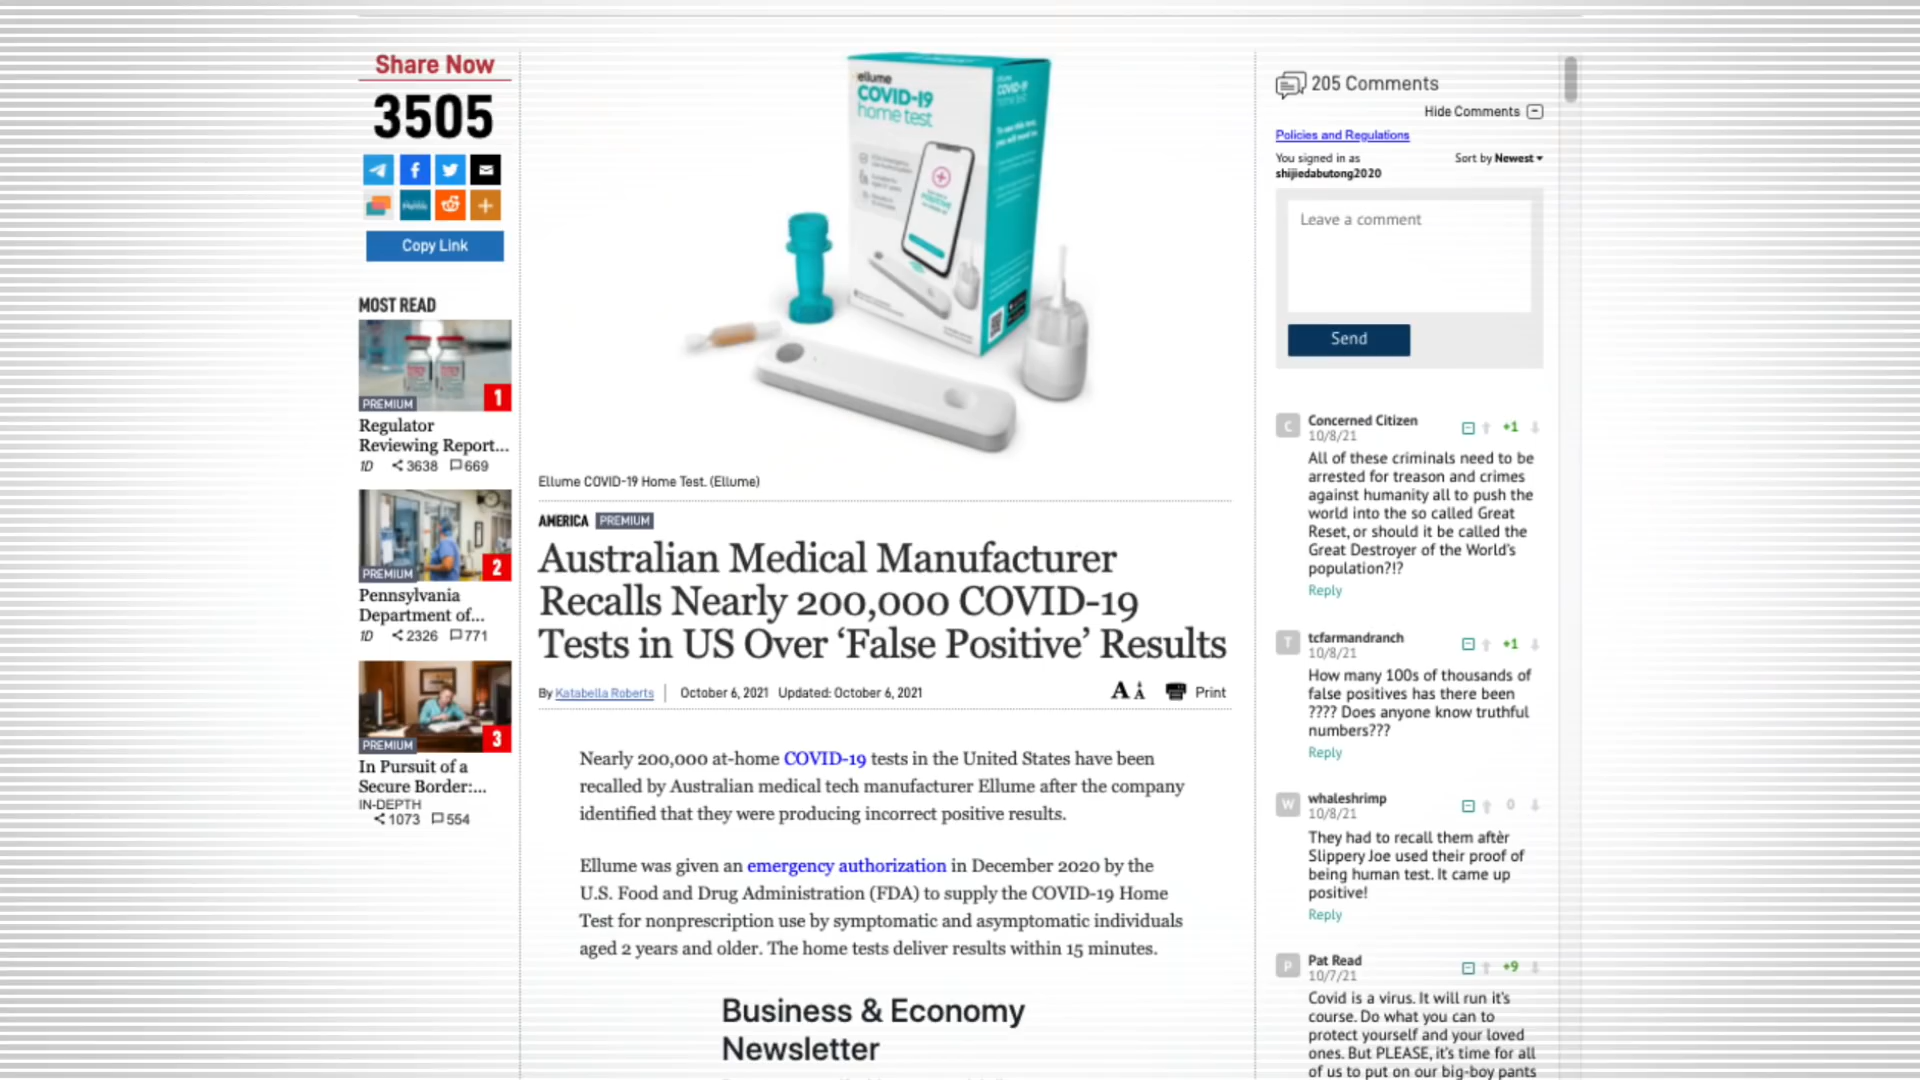 Share Now
3505
Copy Link
MOST READ
PREMIUM
1
Regulator
Reviewing Report...
1D 3638 669
PREMIUM
2
Pennsylvania
Department of...
1D 2326 771
PREMIUM
3
In Pursuit of a
Secure Border:...
IN-DEPTH
1073 554
ellume
COVID-19
home test
Ellume COVID-19 Home Test. (Ellume)
AMERICA PREMIUM
Australian Medical Manufacturer
Recalls Nearly 200,000 COVID-19
Tests in US Over ‘False Positive’ Results
By Katabella Roberts October 6, 2021 Updated: October 6, 2021
A A Print
Nearly 200,000 at-home COVID-19 tests in the United States have been
recalled by Australian medical tech manufacturer Ellume after the company
identified that they were producing incorrect positive results.
Ellume was given an emergency authorization in December 2020 by the
U.S. Food and Drug Administration (FDA) to supply the COVID-19 Home
Test for nonprescription use by symptomatic and asymptomatic individuals
aged 2 years and older. The home tests deliver results within 15 minutes.
Business & Economy
Newsletter
205 Comments
Hide Comments
Policies and Regulations
You signed in as
shijiedabutong2020
Sort by Newest
Leave a comment
Send
C
Concerned Citizen
+1
10/8/21
All of these criminals need to be
arrested for treason and crimes
against humanity all to push the
world into the so called Great
Reset, or should it be called the
Great Destroyer of the World's
population?!?
Reply
T
tcfarmandranch
+1
10/8/21
How many 100s of thousands of
false positives has there been
???? Does anyone know truthful
numbers???
Reply
W
whaleshrimp
0
10/8/21
They had to recall them aftèr
Slippery Joe used their proof of
being human test. It came up
positive!
Reply
P
Pat Read
+9
10/7/21
Covid is a virus. It will run it's
course. Do what you can to
protect yourself and your loved
ones. But PLEASE, it's time for all
of us to put on our big-boy pants